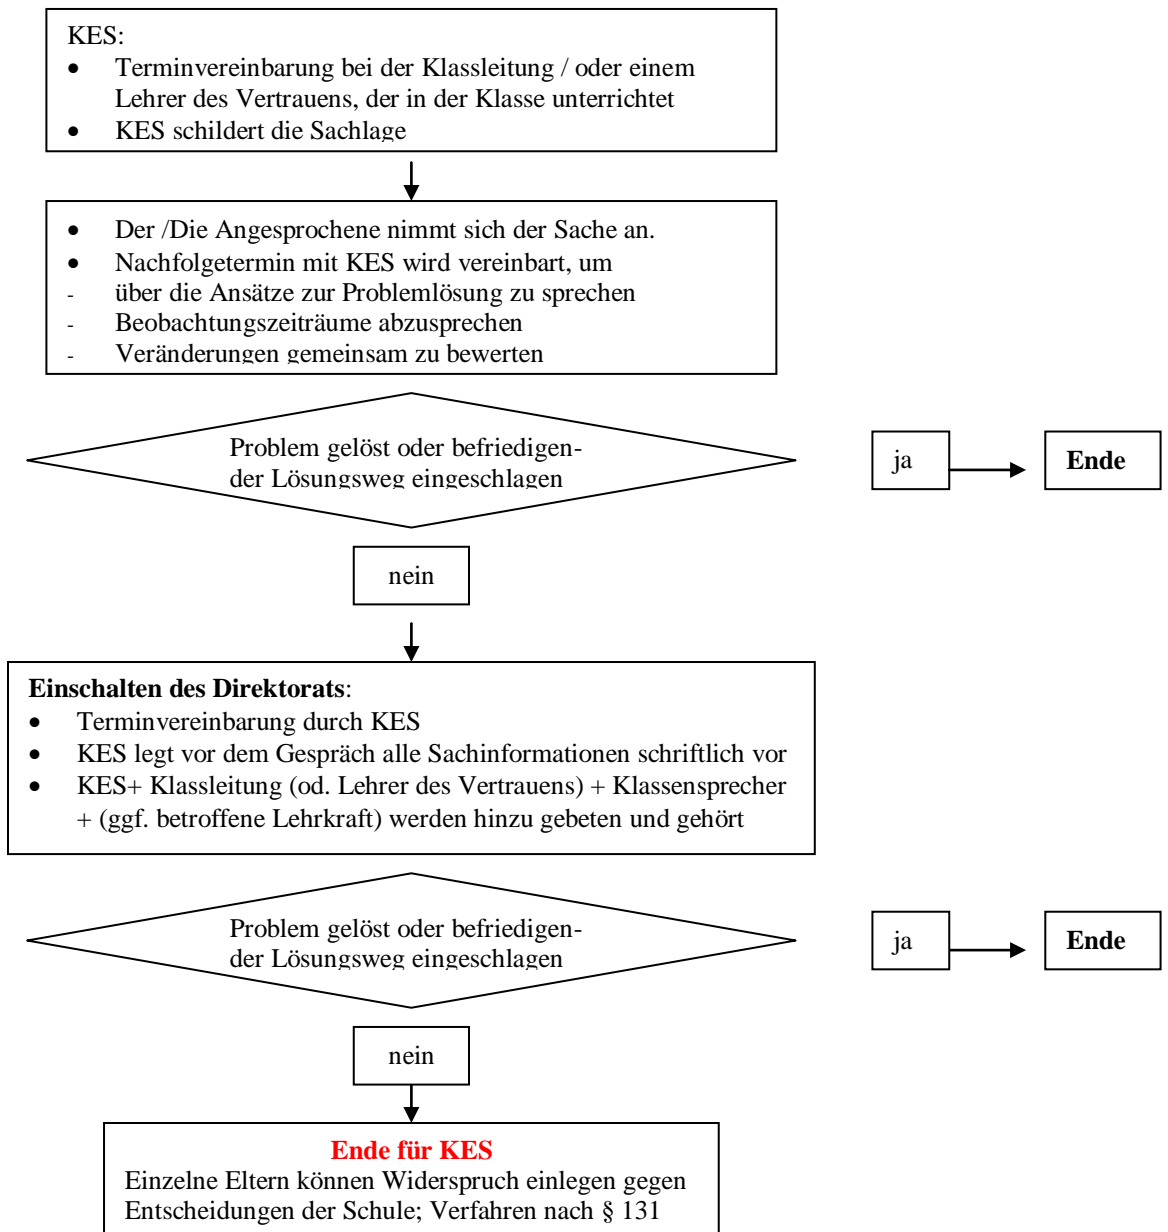 KES:
• Terminvereinbarung bei der Klassleitung / oder einem
Lehrer des Vertrauens, der in der Klasse unterrichtet
• KES schildert die Sachlage
• Der /Die Angesprochene nimmt sich der Sache an.
• Nachfolgetermin mit KES wird vereinbart, um
- über die Ansätze zur Problemlösung zu sprechen
- Beobachtungszeiträume abzusprechen
- Veränderungen gemeinsam zu bewerten
Problem gelöst oder befriedigen-
der Lösungsweg eingeschlagen
ja
Ende
nein
Einschalten des Direktorats:
• Terminvereinbarung durch KES
• KES legt vor dem Gespräch alle Sachinformationen schriftlich vor
• KES+ Klassleitung (od. Lehrer des Vertrauens) + Klassensprecher
+ (ggf. betroffene Lehrkraft) werden hinzu gebeten und gehört
Problem gelöst oder befriedigen-
der Lösungsweg eingeschlagen
ja
Ende
nein
Ende für KES
Einzelne Eltern können Widerspruch einlegen gegen
Entscheidungen der Schule; Verfahren nach § 131